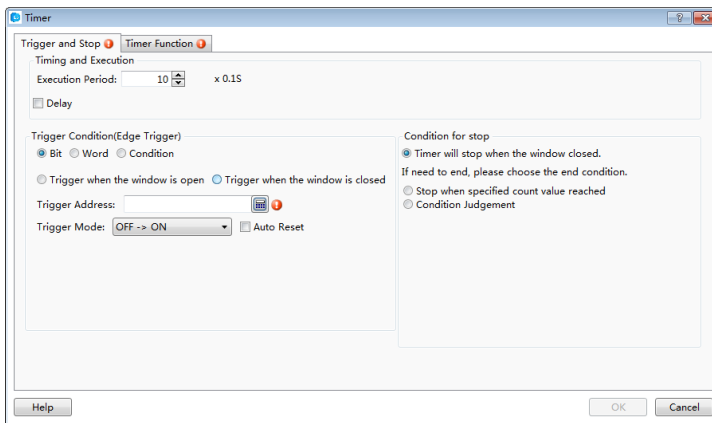 Timer
Trigger and Stop Timer Function
Timing and Execution
Execution Period: 10 x 0.1S
Delay
Trigger Condition(Edge Trigger)
Bit Word Condition
Trigger when the window is open Trigger when the window is closed
Trigger Address:
Trigger Mode: OFF -> ON Auto Reset
Condition for stop
Timer will stop when the window closed.
If need to end, please choose the end condition.
Stop when specified count value reached
Condition Judgement
Help OK Cancel